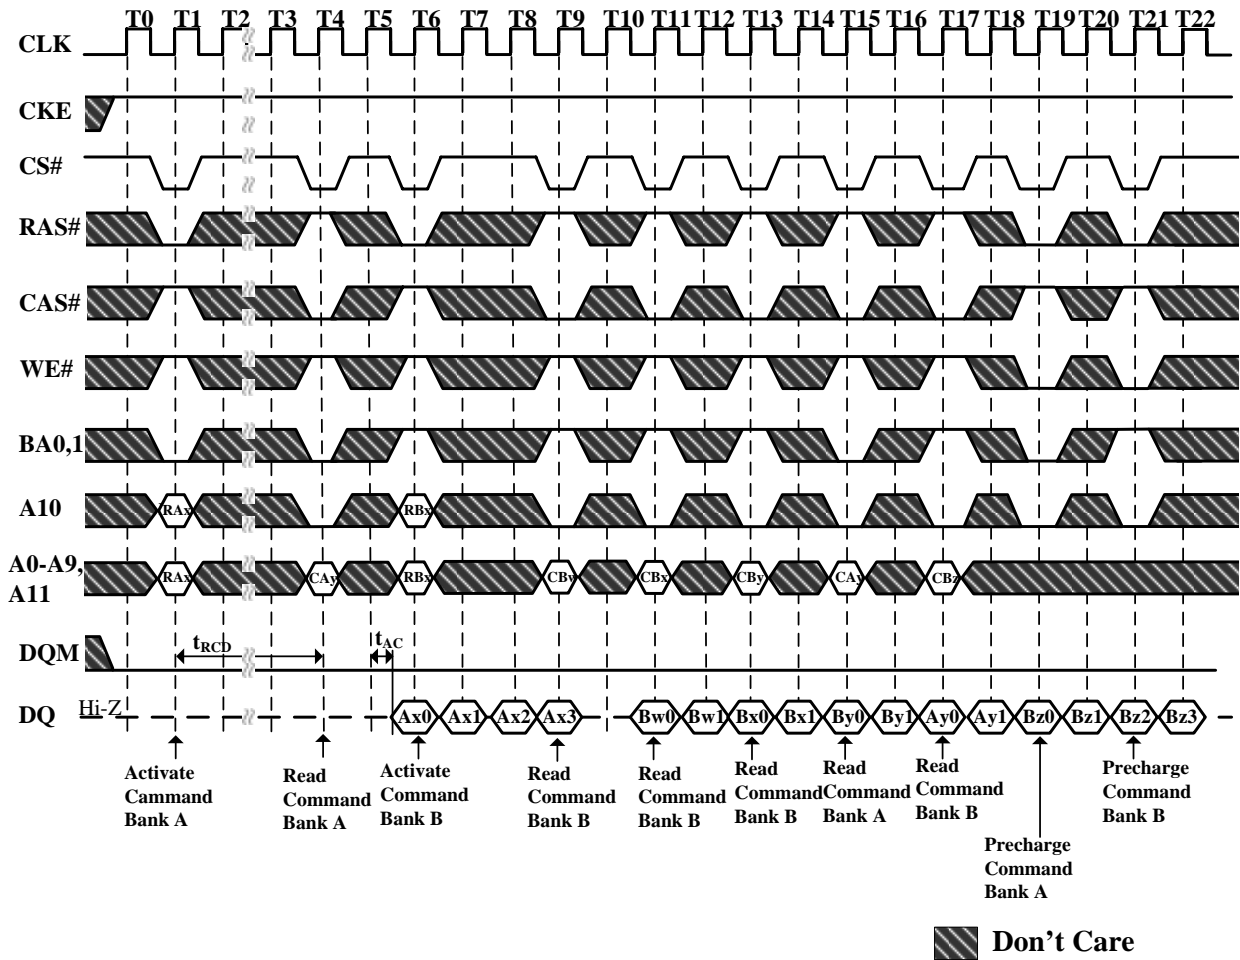 T0 T1 T2 T3 T4 T5 T6 T7 T8 T9 T10 T11 T12 T13 T14 T15 T16 T17 T18 T19 T20 T21 T22
CLK
CKE
CS#
RAS#
CAS#
WE#
BA0,1
A10 RAx RBx
A0-A9,
A11
RAx CAy RBx CBw CBx CBy CAy CBz
DQM
tRCD tAC
DQ
Hi-Z
Ax0 Ax1 Ax2 Ax3 Bw0 Bw1 Bx0 Bx1 By0 By1 Ay0 Ay1 Bz0 Bz1 Bz2 Bz3
Activate
Cammand
Bank A
Read
Command
Bank A
Activate
Command
Bank B
Read
Command
Bank B
Read
Command
Bank B
Read
Command
Bank B
Read
Command
Bank A
Read
Command
Bank B
Precharge
Command
Bank A
Precharge
Command
Bank B
Don't Care